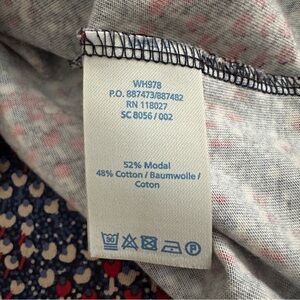 WH978
P.O. 887473/887482
RN 118027
SC 8056 / 002
52% Modal
48% Cotton / Baumwolle /
Coton